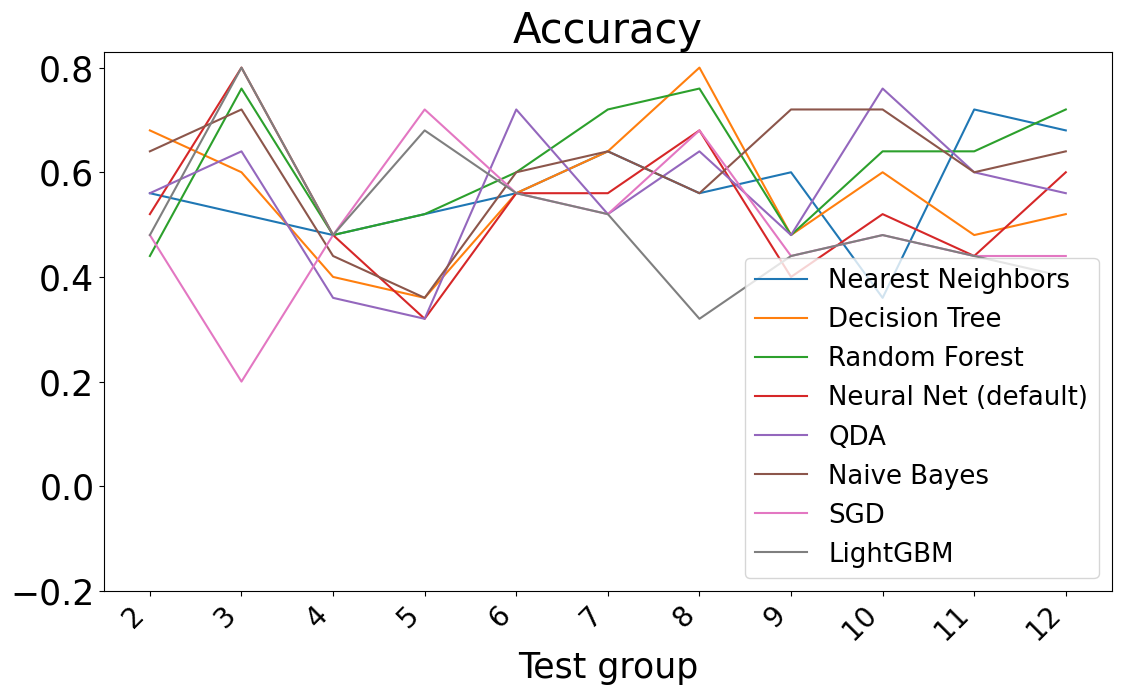 Accuracy
0.8
0.6
0.4
0.2
0.0
−0.2
Nearest Neighbors
Decision Tree
Random Forest
Neural Net (default)
QDA
Naive Bayes
SGD
LightGBM
2 3 4 5 6 7 8 9 10 11 12
Test group